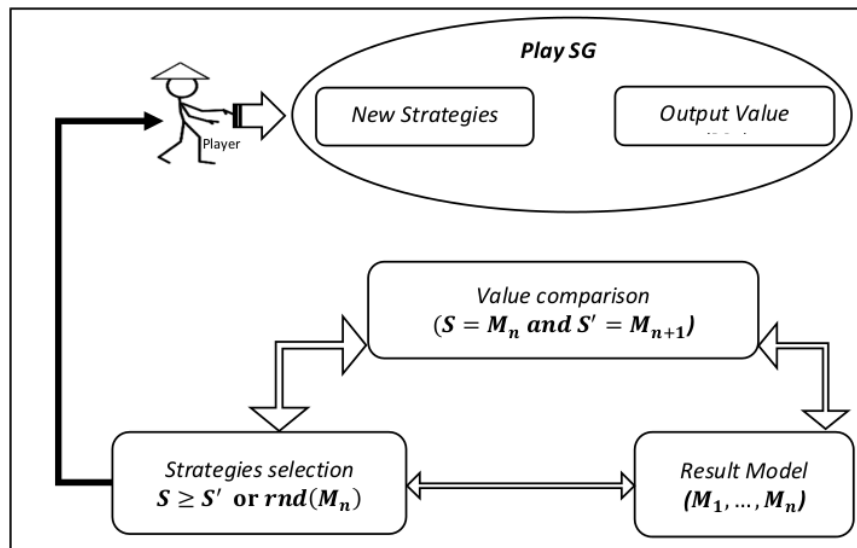 Play SG
New Strategies
Output Value
Player
Value comparison
(S = Mₙ and S′ = Mₙ₊₁)
Strategies selection
S ≥ S′ or rnd(Mₙ)
Result Model
(M₁, …, Mₙ)